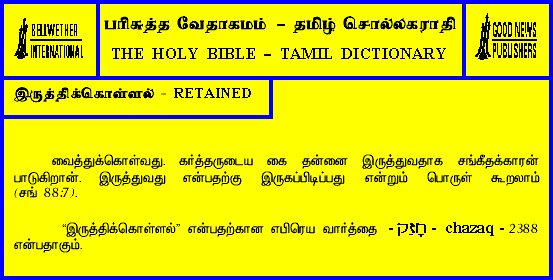 BELLWETHER
INTERNATIONAL
பரிசுத்த வேதாகமம் – தமிழ் சொல்லகராதி
THE HOLY BIBLE – TAMIL DICTIONARY
GOOD NEWS
PUBLISHERS
இருத்திக்கொள்ளல் - RETAINED
வைத்துக்கொள்வது. கர்த்தருடைய கை தன்னை இருத்துவதாக சங்கீதக்காரன்
பாடுகிறான். இருத்துவது என்பதற்கு இருகப்பிடிப்பது என்றும் பொருள் கூறலாம்
(சங் 88:7).
“இருத்திக்கொள்ளல்” என்பதற்கான எபிரெய வார்த்தை - חָזַק - chazaq - 2388
என்பதாகும்.